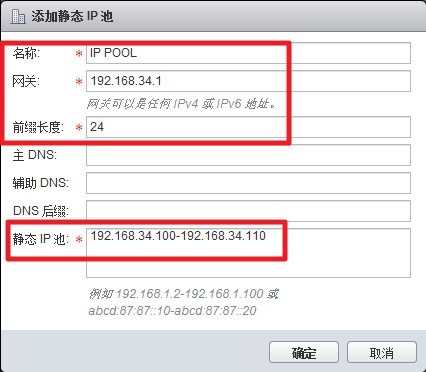 添加静态 IP 池
名称: * IP POOL
网关: * 192.168.34.1
网关可以是任何 IPv4 或 IPv6 地址。
前缀长度: * 24
主 DNS:
辅助 DNS:
DNS 后缀:
静态 IP 池: * 192.168.34.100-192.168.34.110
例如 192.168.1.2-192.168.1.100 或
abcd:87:87::10-abcd:87:87::20
确定 取消